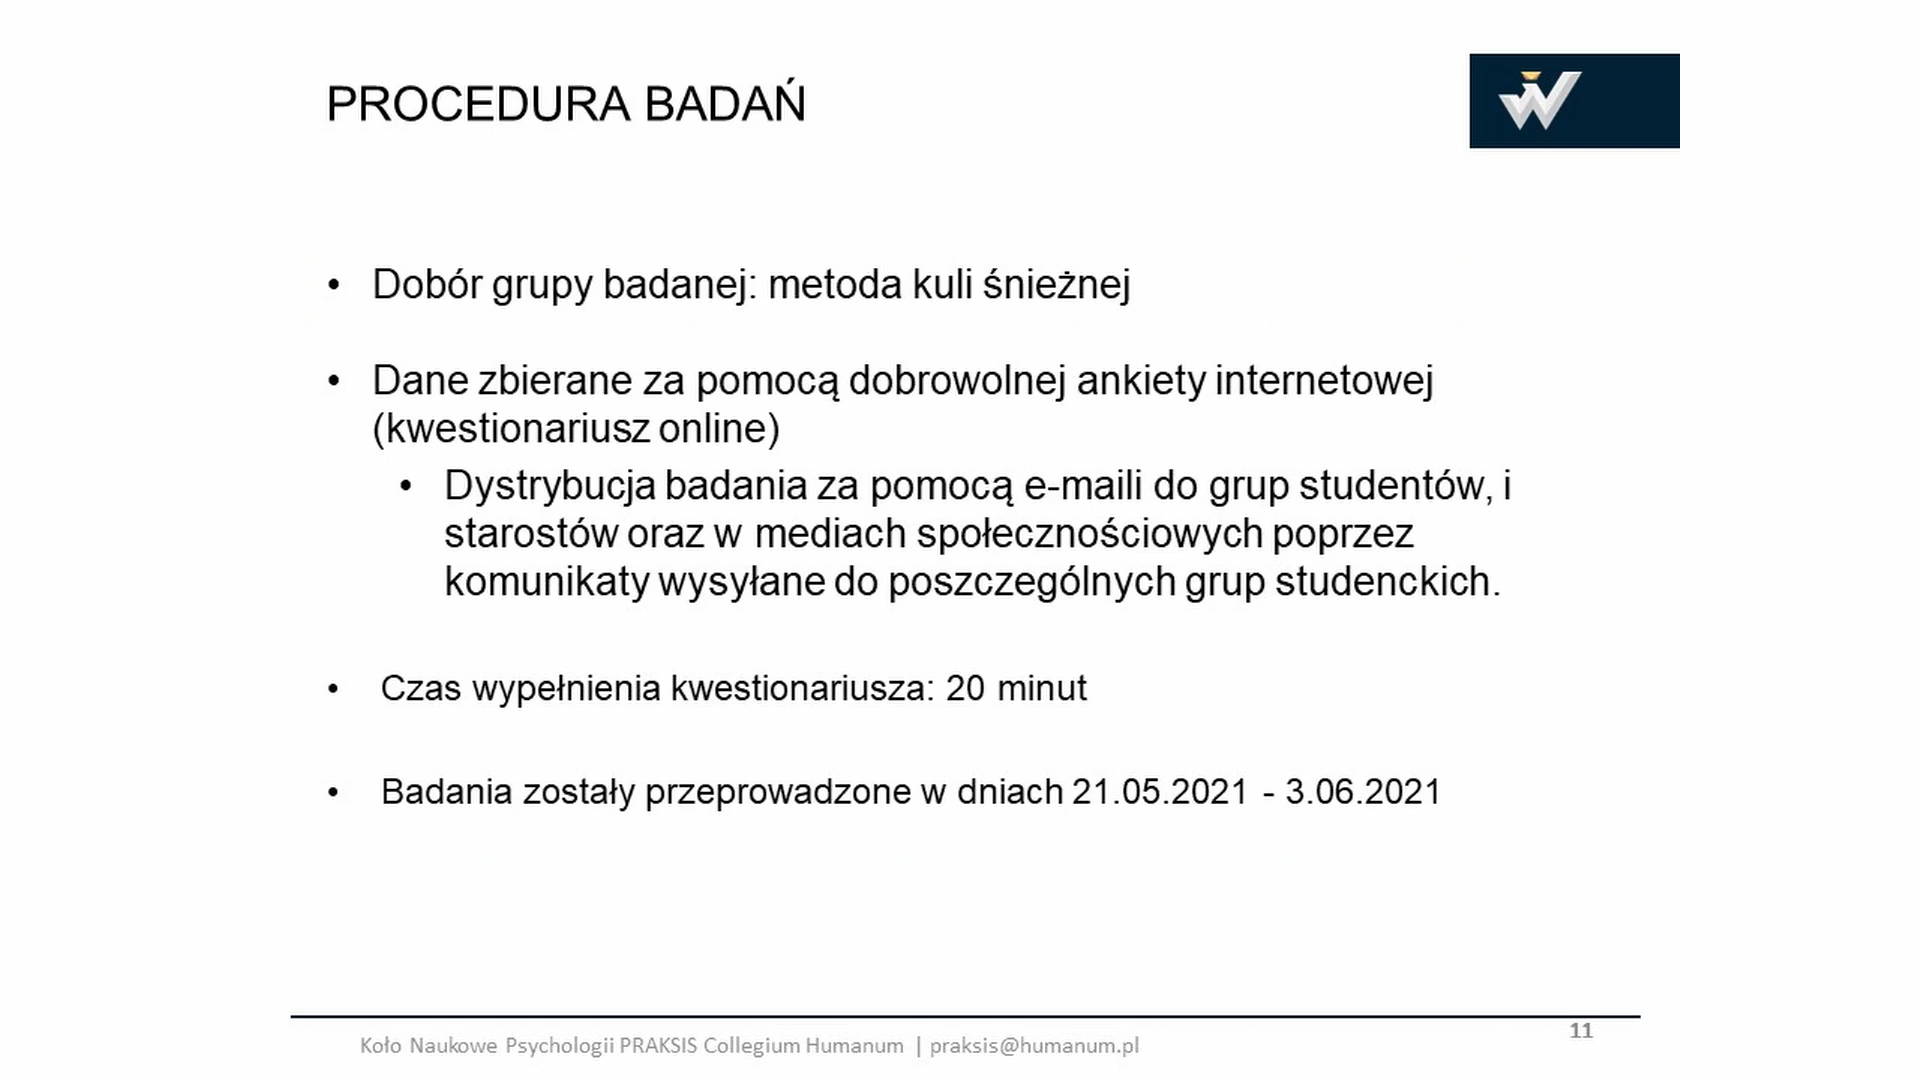 PROCEDURA BADAŃ
• Dobór grupy badanej: metoda kuli śnieżnej
• Dane zbierane za pomocą dobrowolnej ankiety internetowej
(kwestionariusz online)
• Dystrybucja badania za pomocą e-maili do grup studentów, i
starostów oraz w mediach społecznościowych poprzez
komunikaty wysyłane do poszczególnych grup studenckich.
• Czas wypełnienia kwestionariusza: 20 minut
• Badania zostały przeprowadzone w dniach 21.05.2021 - 3.06.2021
Koło Naukowe Psychologii PRAKSIS Collegium Humanum | praksis@humanum.pl
11